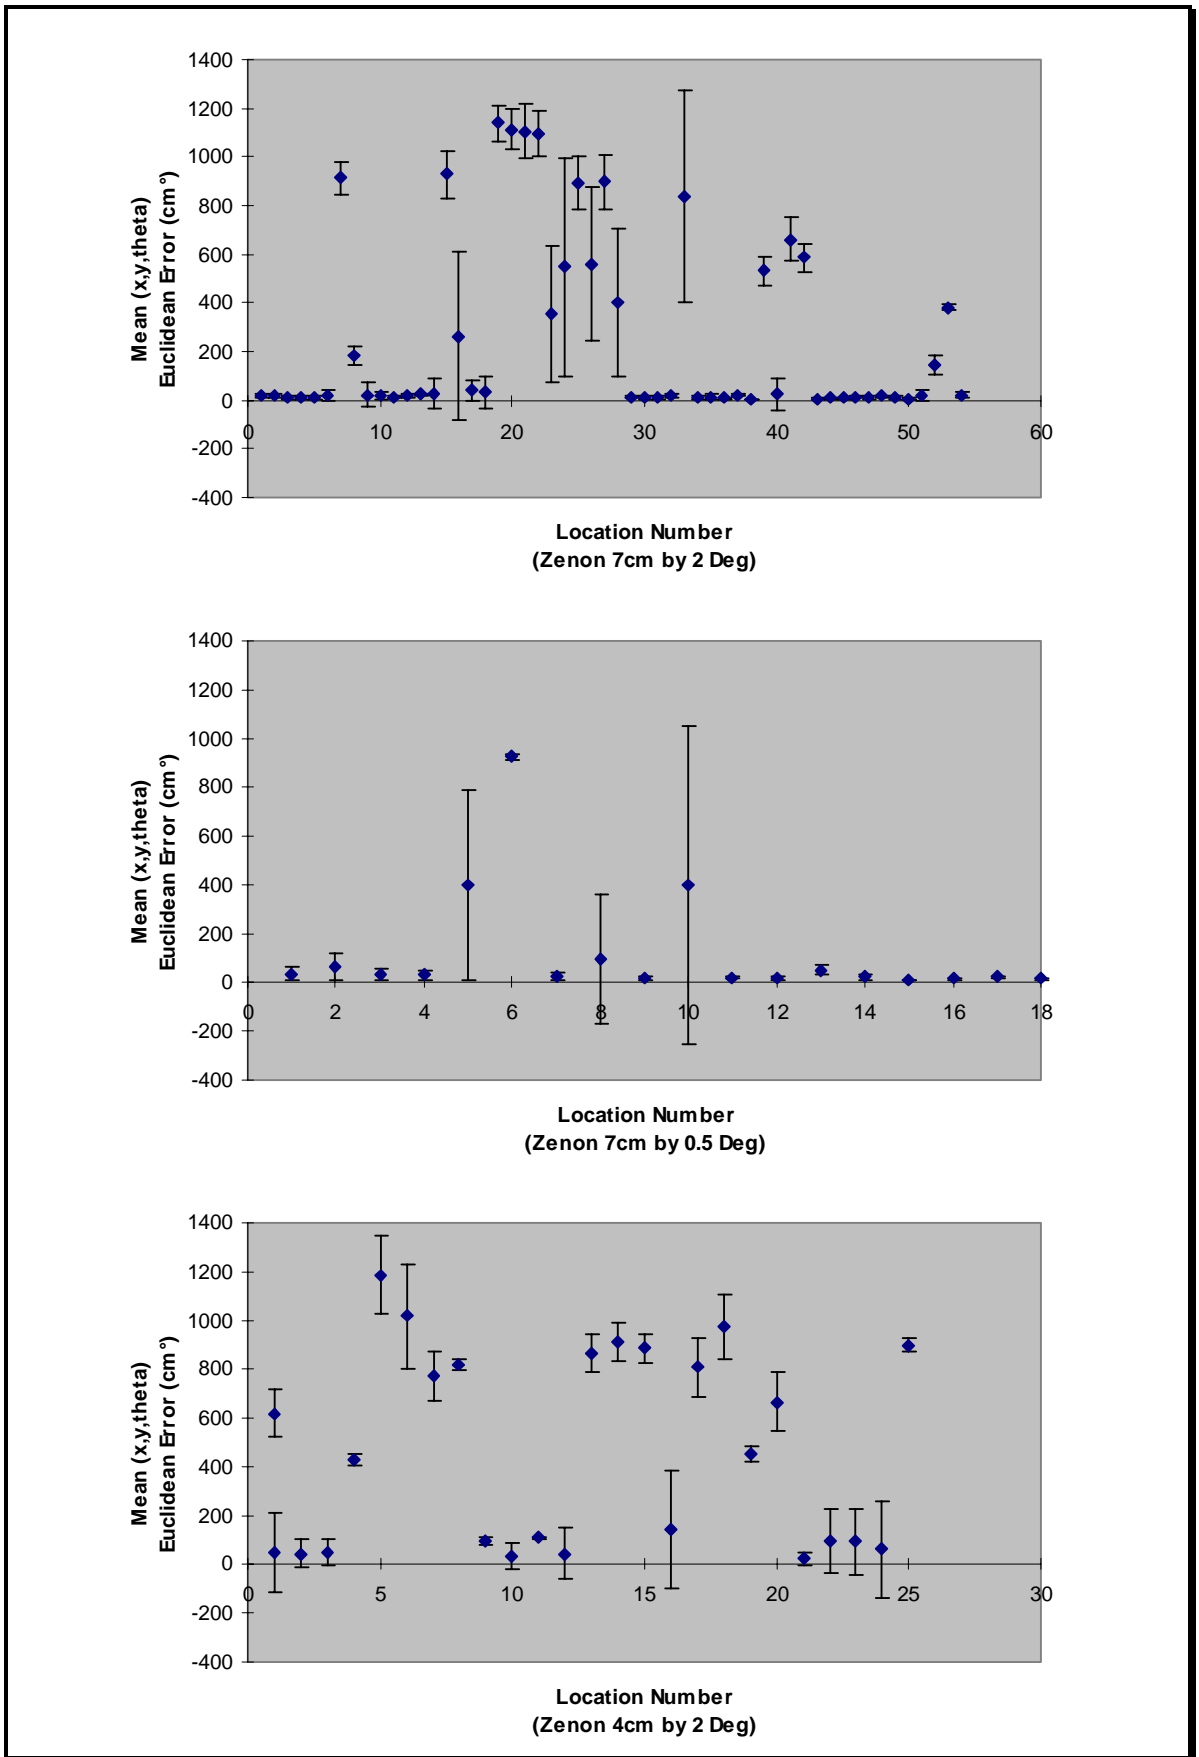 1400
1200
1000
800
600
400
200
0
-200
-400
0 10 20 30 40 50 60
Mean (x,y,theta)
Euclidean Error (cm°)
Location Number
(Zenon 7cm by 2 Deg)
1400
1200
1000
800
600
400
200
0
-200
-400
0 2 4 6 8 10 12 14 16 18
Mean (x,y,theta)
Euclidean Error (cm°)
Location Number
(Zenon 7cm by 0.5 Deg)
1400
1200
1000
800
600
400
200
0
-200
-400
0 5 10 15 20 25 30
Mean (x,y,theta)
Euclidean Error (cm°)
Location Number
(Zenon 4cm by 2 Deg)